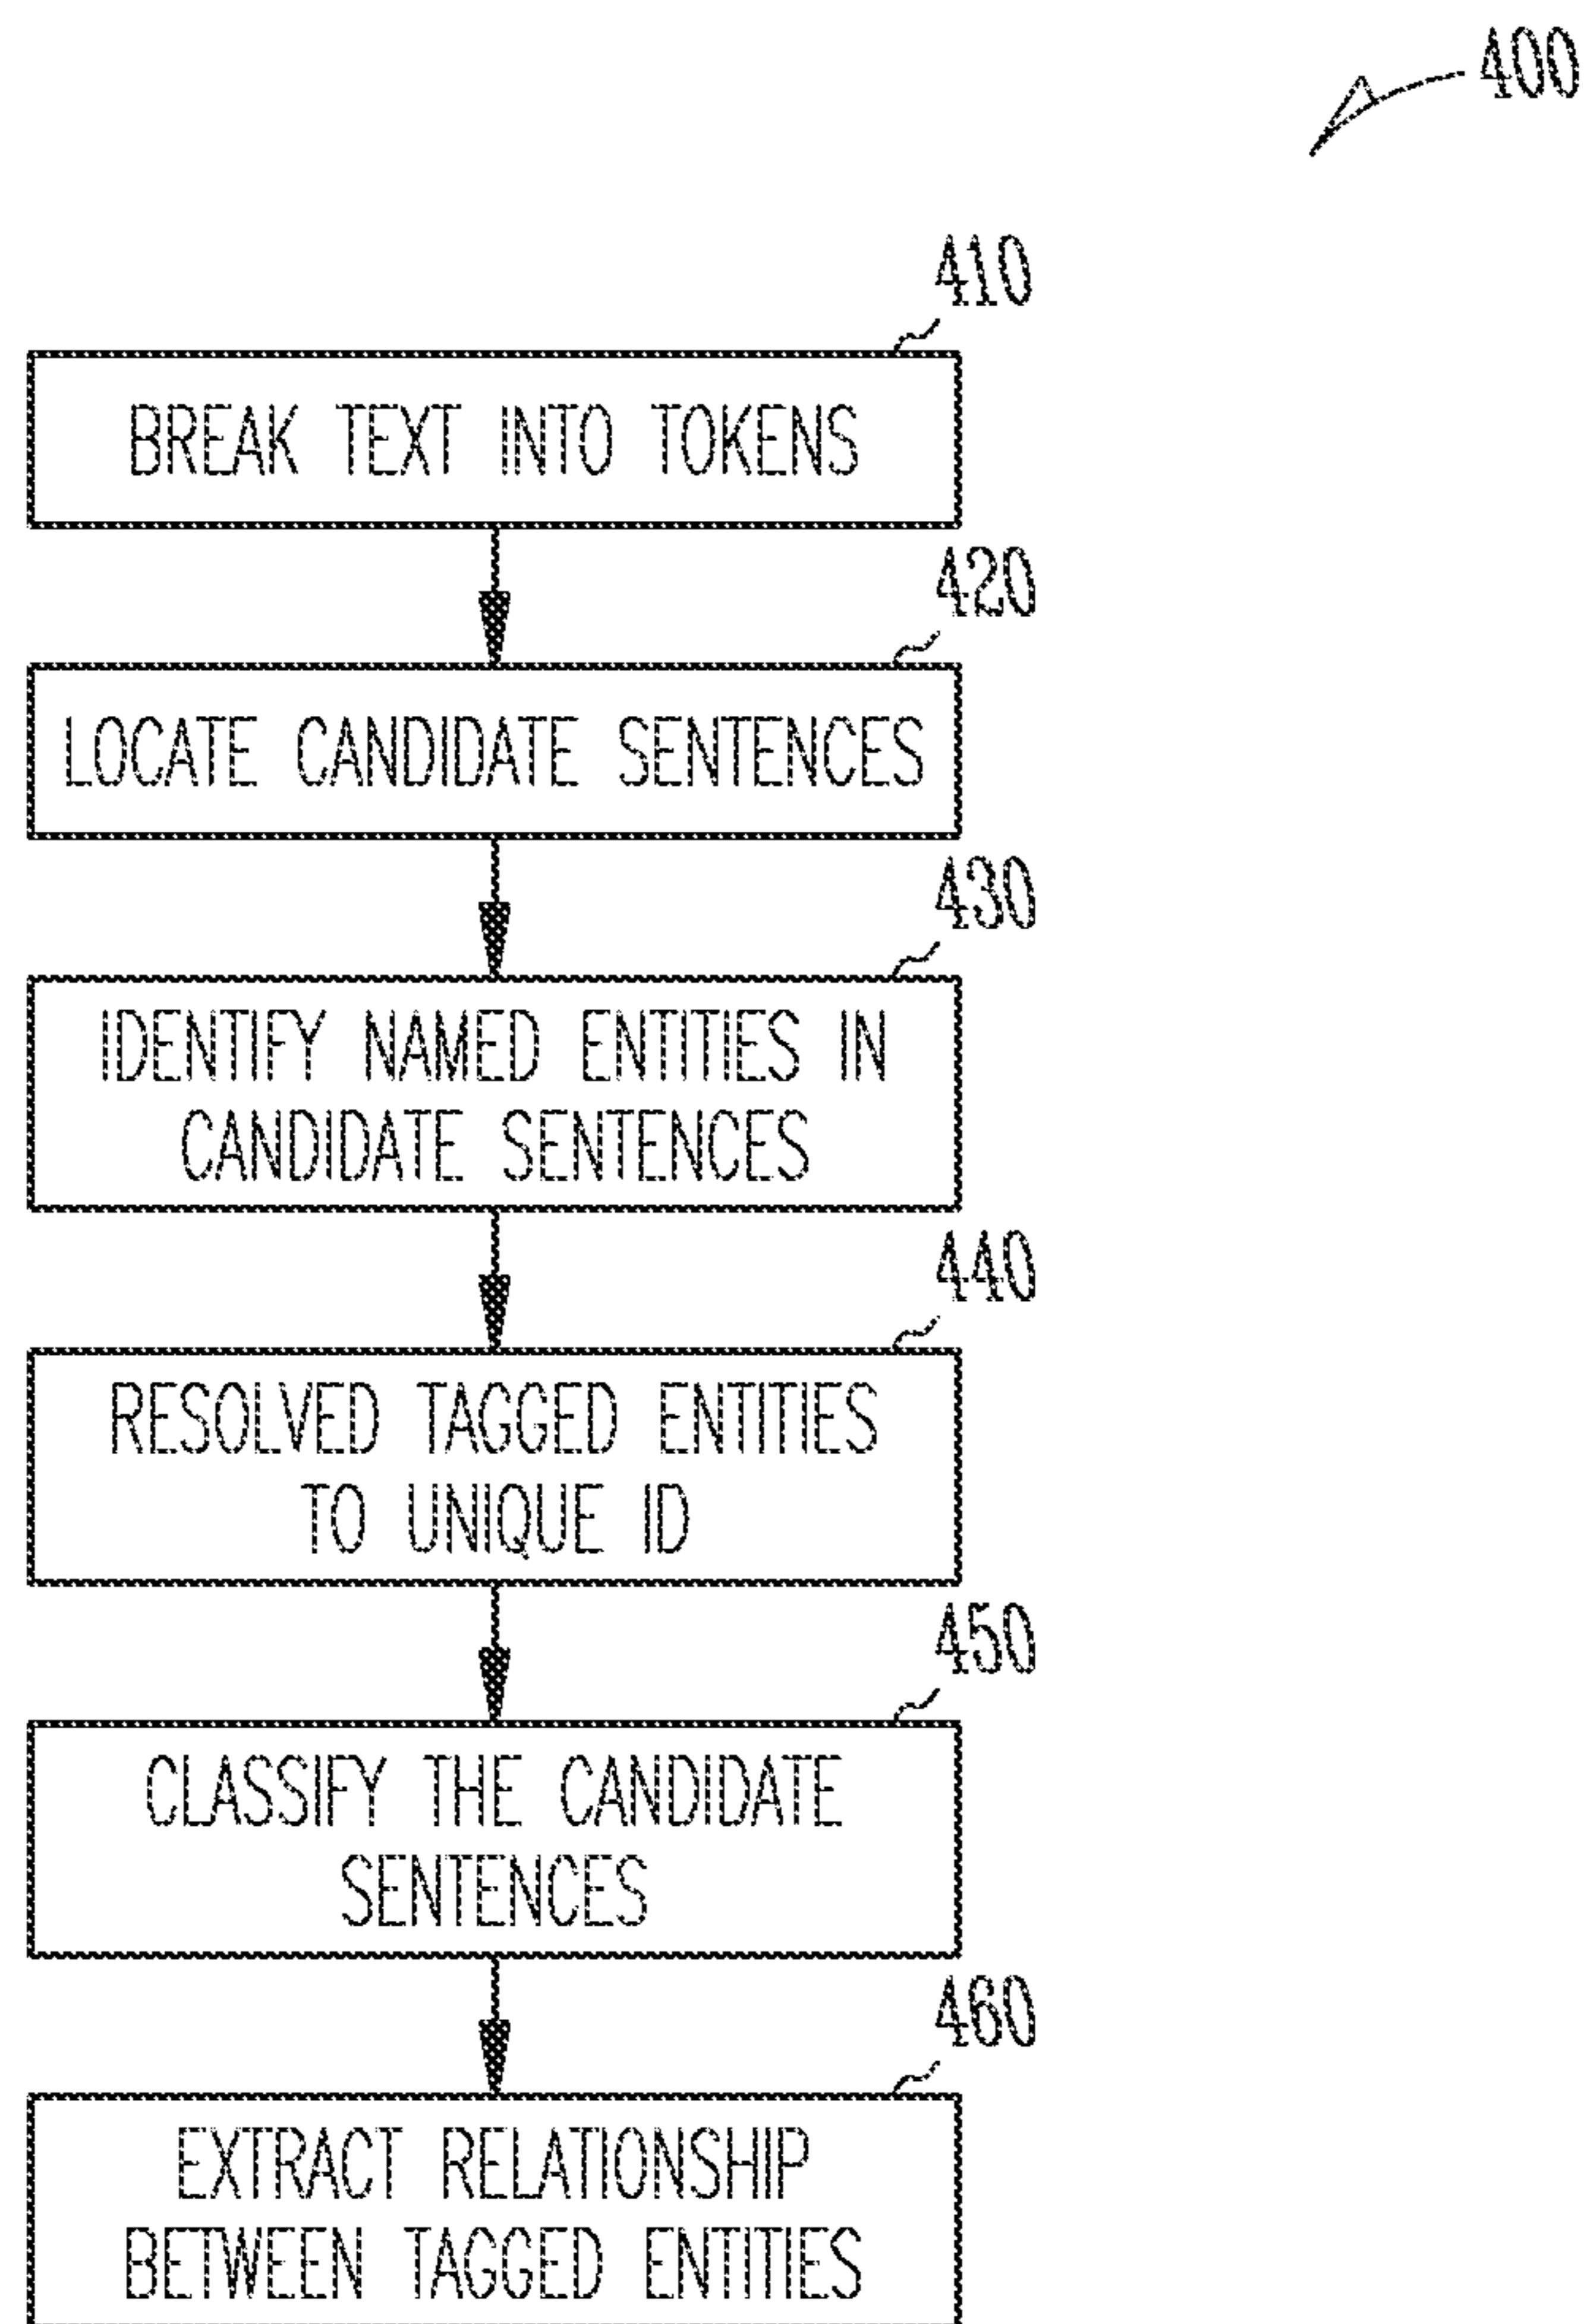 400
410
BREAK TEXT INTO TOKENS
420
LOCATE CANDIDATE SENTENCES
430
IDENTIFY NAMED ENTITIES IN
CANDIDATE SENTENCES
440
RESOLVED TAGGED ENTITIES
TO UNIQUE ID
450
CLASSIFY THE CANDIDATE
SENTENCES
460
EXTRACT RELATIONSHIP
BETWEEN TAGGED ENTITIES